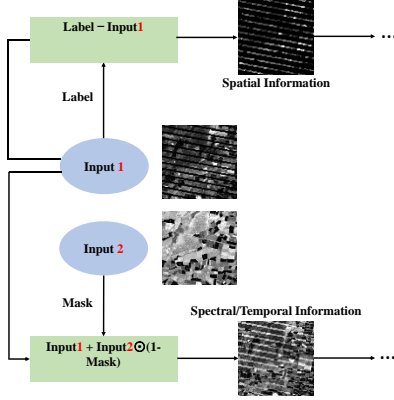 Label－Input1
Spatial Information
...
Label
Input 1
Input 2
Mask
Spectral/Temporal Information
Input1 + Input2⊙(1-
Mask)
...